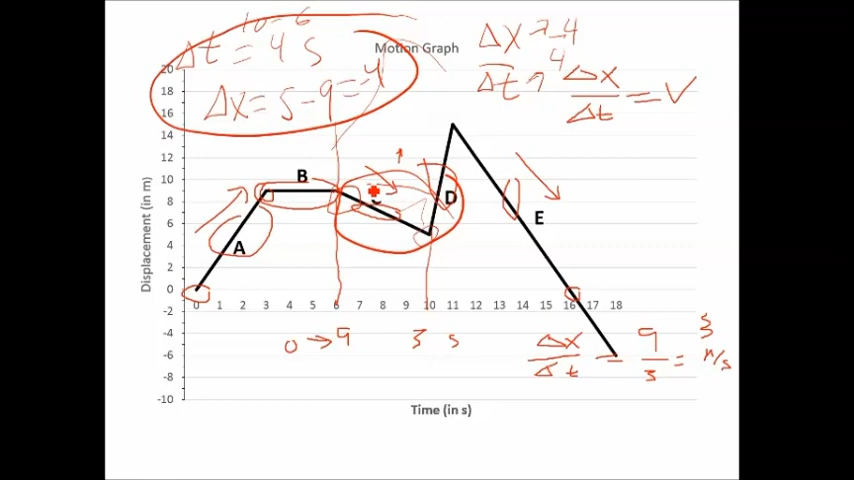 10-6
Δt = 4 s
Δx = 5 - 9 = -4
Motion Graph
Δx → -4
Δt → 4
Δx/Δt = V
20
18
16
14
12
10
8
6
4
2
0
-2
-4
-6
-8
-10
Displacement (in m)
A
B
D
E
0 1 2 3 4 5 6 7 8 9 10 11 12 13 14 15 16 17 18
0 → 9 3 s
Δx/Δt = 9/3 = 3 m/s
Time (in s)